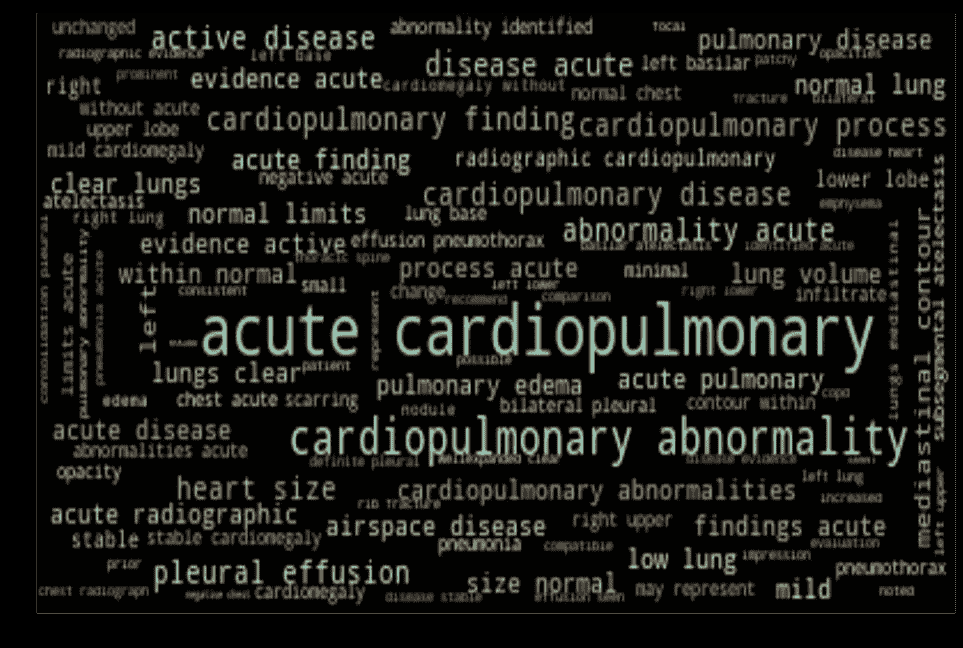 unchanged
active disease
abnormality identified
focal
pulmonary disease
radiographic evidence
left base
opacities
right
prominent
evidence acute
disease acute
left basilar
patchy
cardiomegaly without
normal chest
normal lung
fracture
bilateral
without acute
upper lobe
cardiopulmonary finding
cardiopulmonary process
mild cardiomegaly
acute finding
radiographic cardiopulmonary
disease heart
clear lungs
negative acute
cardiopulmonary disease
lower lobe
atelectasis
right lung
normal limits
lung base
emphysema
evidence active
effusion pneumothorax
abnormality acute
basilar atelectasis
identified acute
thoracic spine
within normal
process acute
minimal
lung volume
consistent
small
change
left lower
recommend
comparison
right lower
infiltrate
consolidation pleural
limits acute
pulmonary abnormality
pneumonia acute
left
represent
lungs mediastinal
mediastinal contour
subsegmental atelectasis
left upper
acute cardiopulmonary
possible
lungs clear
patient
pulmonary edema
acute pulmonary
copd
edema
chest acute
scarring
nodule
bilateral pleural
contour within
acute disease
cardiopulmonary abnormality
abnormalities acute
definite pleural
wellexpanded clear
disease evidence
opacity
heart size
rib fracture
cardiopulmonary abnormalities
left lung
increased
acute radiographic
airspace disease
right upper
findings acute
stable
stable cardiomegaly
pneumonia
compatible
evaluation
low lung
impression
prior
pleural effusion
pneumothorax
chest radiograph
negative chest
cardiomegaly
disease stable
size normal
effusion seen
may represent
mild
noted